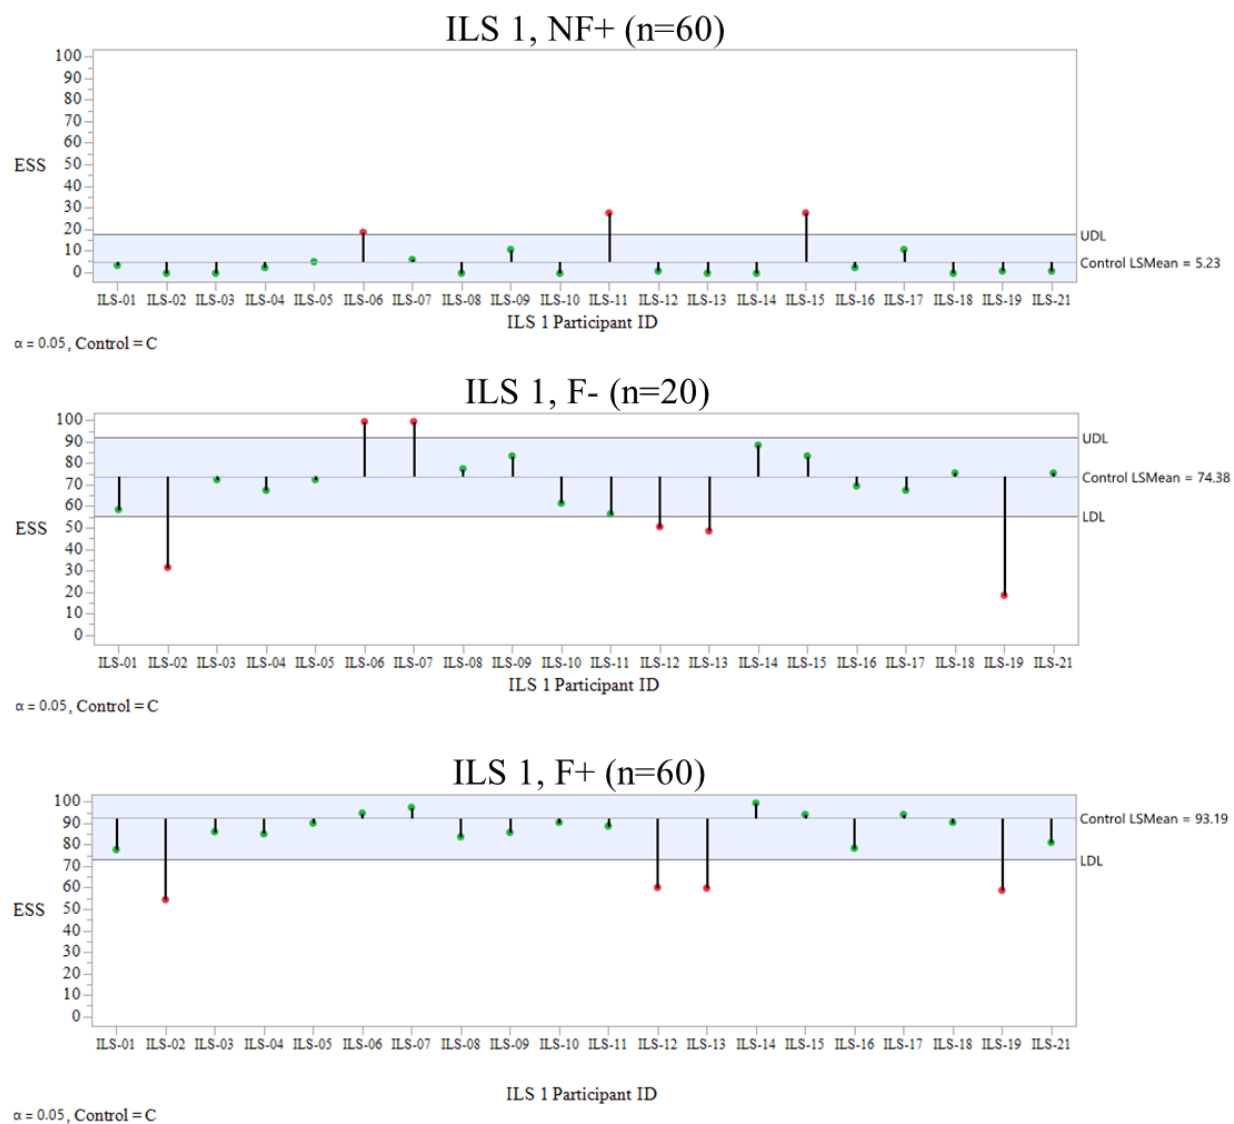 ILS 1, NF+ (n=60)
100
90
80
70
60
ESS
50
40
30
20
10
0
UDL
Control LSMean = 5.23
ILS-01 ILS-02 ILS-03 ILS-04 ILS-05 ILS-06 ILS-07 ILS-08 ILS-09 ILS-10 ILS-11 ILS-12 ILS-13 ILS-14 ILS-15 ILS-16 ILS-17 ILS-18 ILS-19 ILS-21
ILS 1 Participant ID
α = 0.05, Control = C
ILS 1, F- (n=20)
100
90
80
70
60
ESS
50
40
30
20
10
0
UDL
Control LSMean = 74.38
LDL
ILS-01 ILS-02 ILS-03 ILS-04 ILS-05 ILS-06 ILS-07 ILS-08 ILS-09 ILS-10 ILS-11 ILS-12 ILS-13 ILS-14 ILS-15 ILS-16 ILS-17 ILS-18 ILS-19 ILS-21
ILS 1 Participant ID
α = 0.05, Control = C
ILS 1, F+ (n=60)
100
90
80
70
60
ESS
50
40
30
20
10
0
Control LSMean = 93.19
LDL
ILS-01 ILS-02 ILS-03 ILS-04 ILS-05 ILS-06 ILS-07 ILS-08 ILS-09 ILS-10 ILS-11 ILS-12 ILS-13 ILS-14 ILS-15 ILS-16 ILS-17 ILS-18 ILS-19 ILS-21
ILS 1 Participant ID
α = 0.05, Control = C